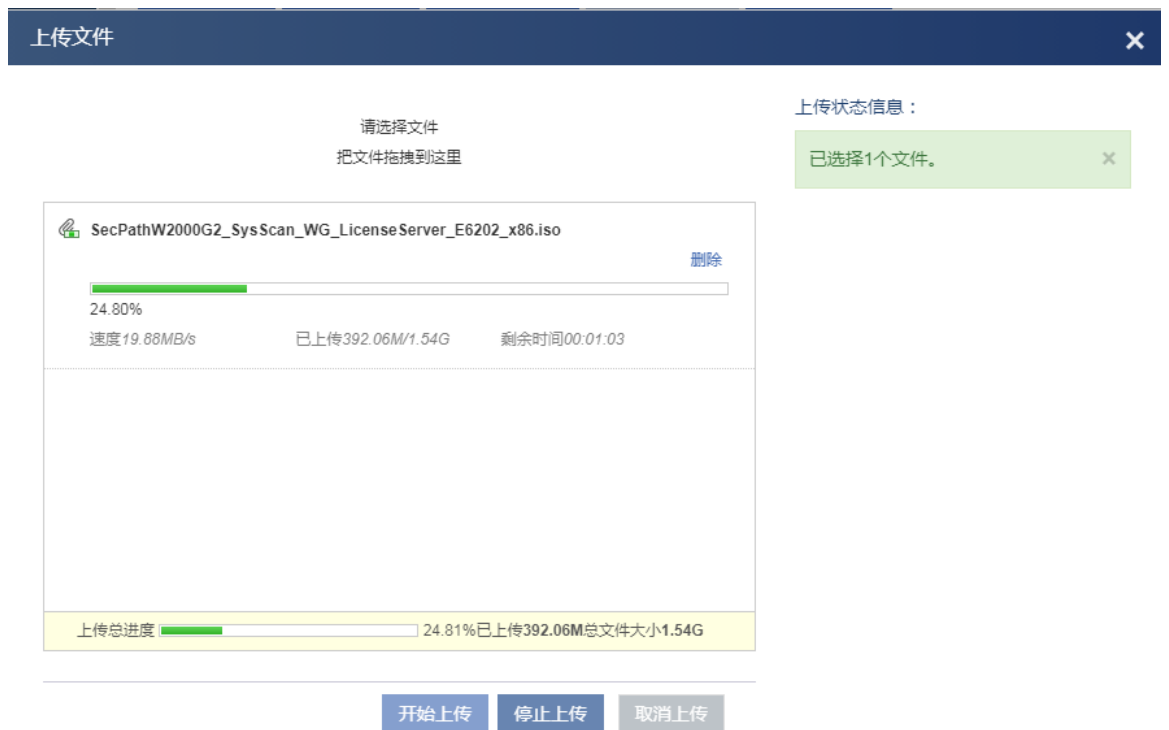 上传文件
请选择文件
把文件拖拽到这里
SecPathW2000G2_SysScan_WG_LicenseServer_E6202_x86.iso
删除
24.80%
速度19.88MB/s 已上传392.06M/1.54G 剩余时间00:01:03
上传总进度 24.81%已上传392.06M总文件大小1.54G
开始上传 停止上传 取消上传
上传状态信息：
已选择1个文件。